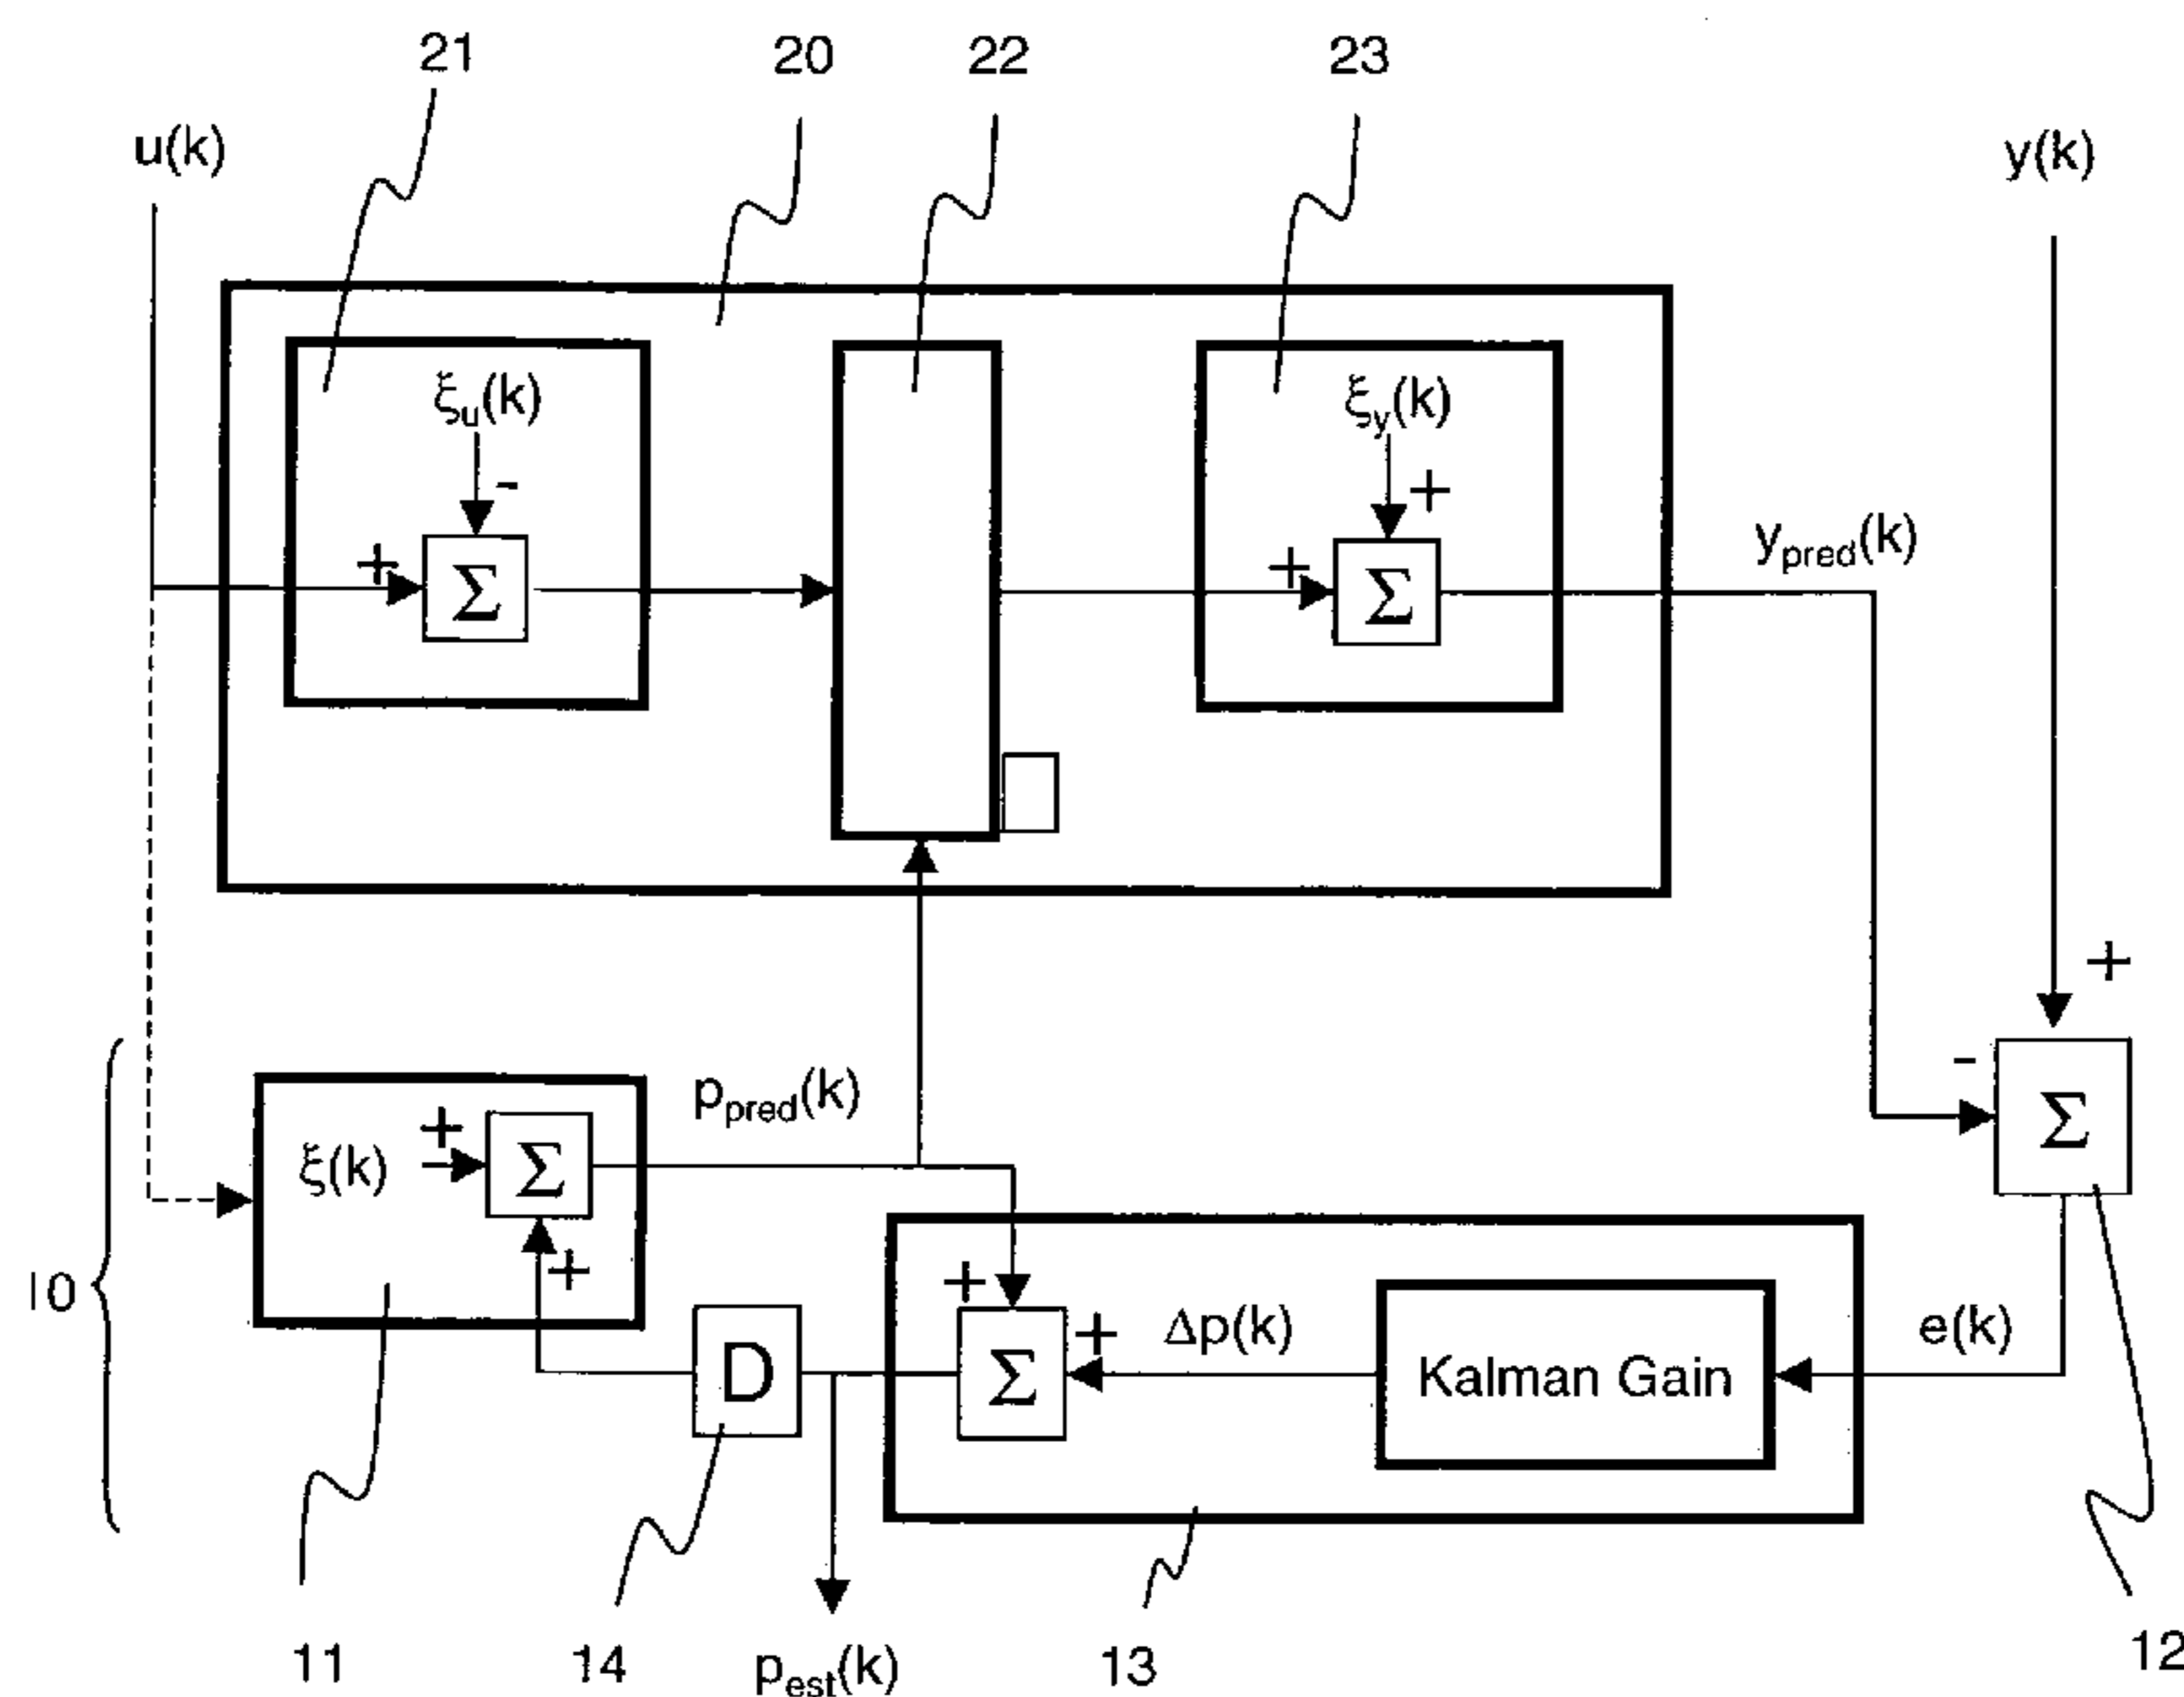 21
20
22
23
u(k)
y(k)
ξu(k)
ξy(k)
-
+
+
Σ
+
Σ
ypred(k)
+
-
Σ
ppred(k)
+
ξ(k)
Σ
+
+
10
D
Σ
+
Δp(k)
Kalman Gain
e(k)
11
14
pest(k)
13
12